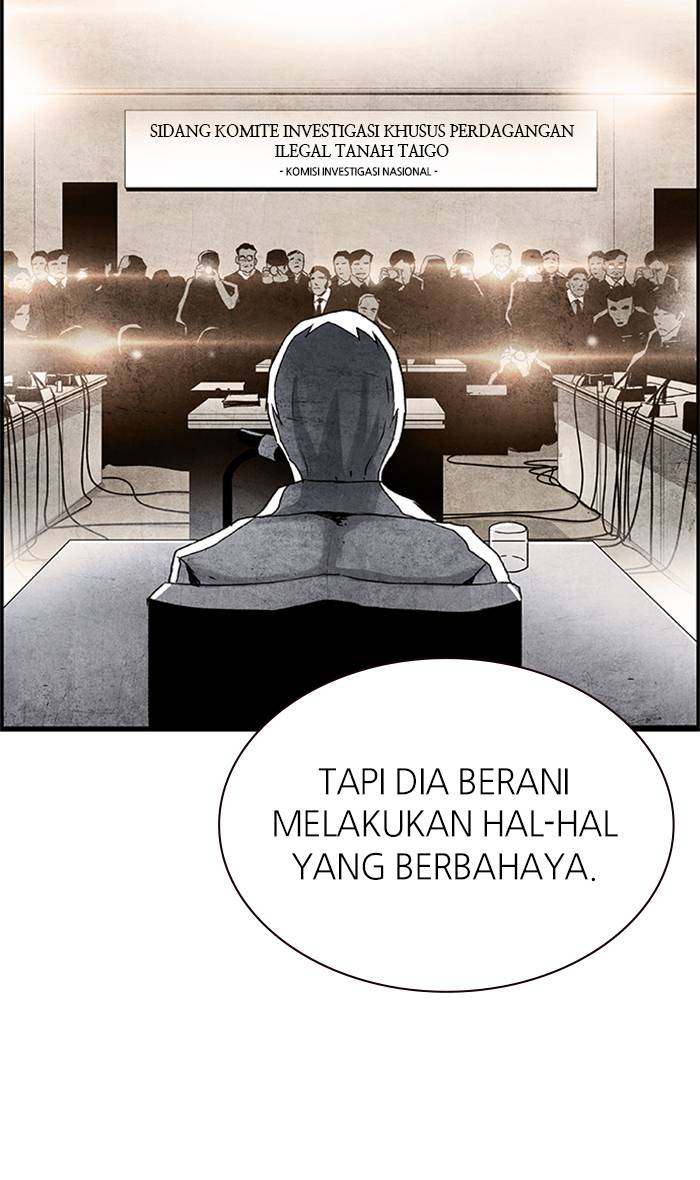 SIDANG KOMITE INVESTIGASI KHUSUS PERDAGANGAN
ILEGAL TANAH TAIGO
- KOMISI INVESTIGASI NASIONAL -
TAPI DIA BERANI
MELAKUKAN HAL-HAL
YANG BERBAHAYA.